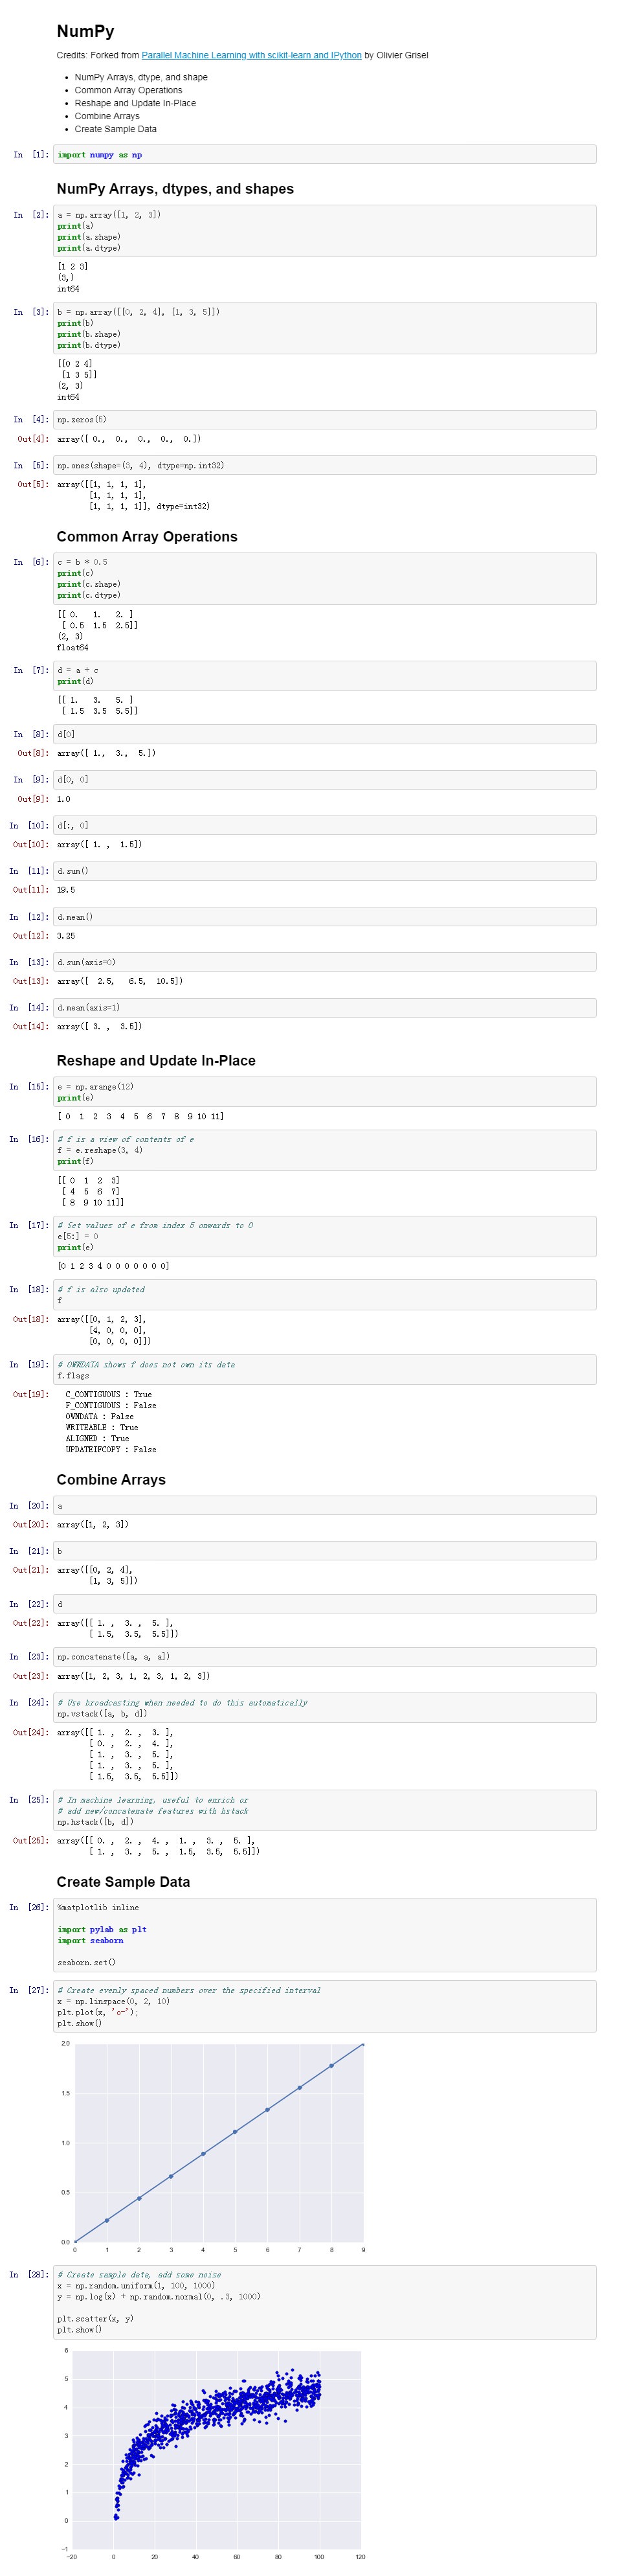 NumPy
Credits: Forked from Parallel Machine Learning with scikit-learn and IPython by Olivier Grisel
NumPy Arrays, dtype, and shape
Common Array Operations
Reshape and Update In-Place
Combine Arrays
Create Sample Data
In [1]: import numpy as np
NumPy Arrays, dtypes, and shapes
In [2]: a = np.array([1, 2, 3])
print(a)
print(a.shape)
print(a.dtype)
[1 2 3]
(3,)
int64
In [3]: b = np.array([[0, 2, 4], [1, 3, 5]])
print(b)
print(b.shape)
print(b.dtype)
[[0 2 4]
[1 3 5]]
(2, 3)
int64
In [4]: np.zeros(5)
Out[4]: array([ 0., 0., 0., 0., 0.])
In [5]: np.ones(shape=(3, 4), dtype=np.int32)
Out[5]: array([[1, 1, 1, 1],
[1, 1, 1, 1],
[1, 1, 1, 1]], dtype=int32)
Common Array Operations
In [6]: c = b * 0.5
print(c)
print(c.shape)
print(c.dtype)
[[ 0. 1. 2. ]
[ 0.5 1.5 2.5]]
(2, 3)
float64
In [7]: d = a + c
print(d)
[[ 1. 3. 5. ]
[ 1.5 3.5 5.5]]
In [8]: d[0]
Out[8]: array([ 1., 3., 5.])
In [9]: d[0, 0]
Out[9]: 1.0
In [10]: d[:, 0]
Out[10]: array([ 1. , 1.5])
In [11]: d.sum()
Out[11]: 19.5
In [12]: d.mean()
Out[12]: 3.25
In [13]: d.sum(axis=0)
Out[13]: array([ 2.5, 6.5, 10.5])
In [14]: d.mean(axis=1)
Out[14]: array([ 3. , 3.5])
Reshape and Update In-Place
In [15]: e = np.arange(12)
print(e)
[ 0 1 2 3 4 5 6 7 8 9 10 11]
In [16]: # f is a view of contents of e
f = e.reshape(3, 4)
print(f)
[[ 0 1 2 3]
[ 4 5 6 7]
[ 8 9 10 11]]
In [17]: # Set values of e from index 5 onwards to 0
e[5:] = 0
print(e)
[0 1 2 3 4 0 0 0 0 0 0 0]
In [18]: # f is also updated
f
Out[18]: array([[0, 1, 2, 3],
[4, 0, 0, 0],
[0, 0, 0, 0]])
In [19]: # OWNDATA shows f does not own its data
f.flags
Out[19]: C_CONTIGUOUS : True
F_CONTIGUOUS : False
OWNDATA : False
WRITEABLE : True
ALIGNED : True
UPDATEIFCOPY : False
Combine Arrays
In [20]: a
Out[20]: array([1, 2, 3])
In [21]: b
Out[21]: array([[0, 2, 4],
[1, 3, 5]])
In [22]: d
Out[22]: array([[ 1. , 3. , 5. ],
[ 1.5, 3.5, 5.5]])
In [23]: np.concatenate([a, a, a])
Out[23]: array([1, 2, 3, 1, 2, 3, 1, 2, 3])
In [24]: # Use broadcasting when needed to do this automatically
np.vstack([a, b, d])
Out[24]: array([[ 1. , 2. , 3. ],
[ 0. , 2. , 4. ],
[ 1. , 3. , 5. ],
[ 1. , 3. , 5. ],
[ 1.5, 3.5, 5.5]])
In [25]: # In machine learning, useful to enrich or
# add new/concatenate features with hstack
np.hstack([b, d])
Out[25]: array([[ 0. , 2. , 4. , 1. , 3. , 5. ],
[ 1. , 3. , 5. , 1.5, 3.5, 5.5]])
Create Sample Data
In [26]: %matplotlib inline
import pylab as plt
import seaborn
seaborn.set()
In [27]: # Create evenly spaced numbers over the specified interval
x = np.linspace(0, 2, 10)
plt.plot(x, 'o-');
plt.show()
2.0
1.5
1.0
0.5
0.0
0 1 2 3 4 5 6 7 8 9
In [28]: # Create sample data, add some noise
x = np.random.uniform(1, 100, 1000)
y = np.log(x) + np.random.normal(0, .3, 1000)
plt.scatter(x, y)
plt.show()
6
5
4
3
2
1
0
−1
−20 0 20 40 60 80 100 120